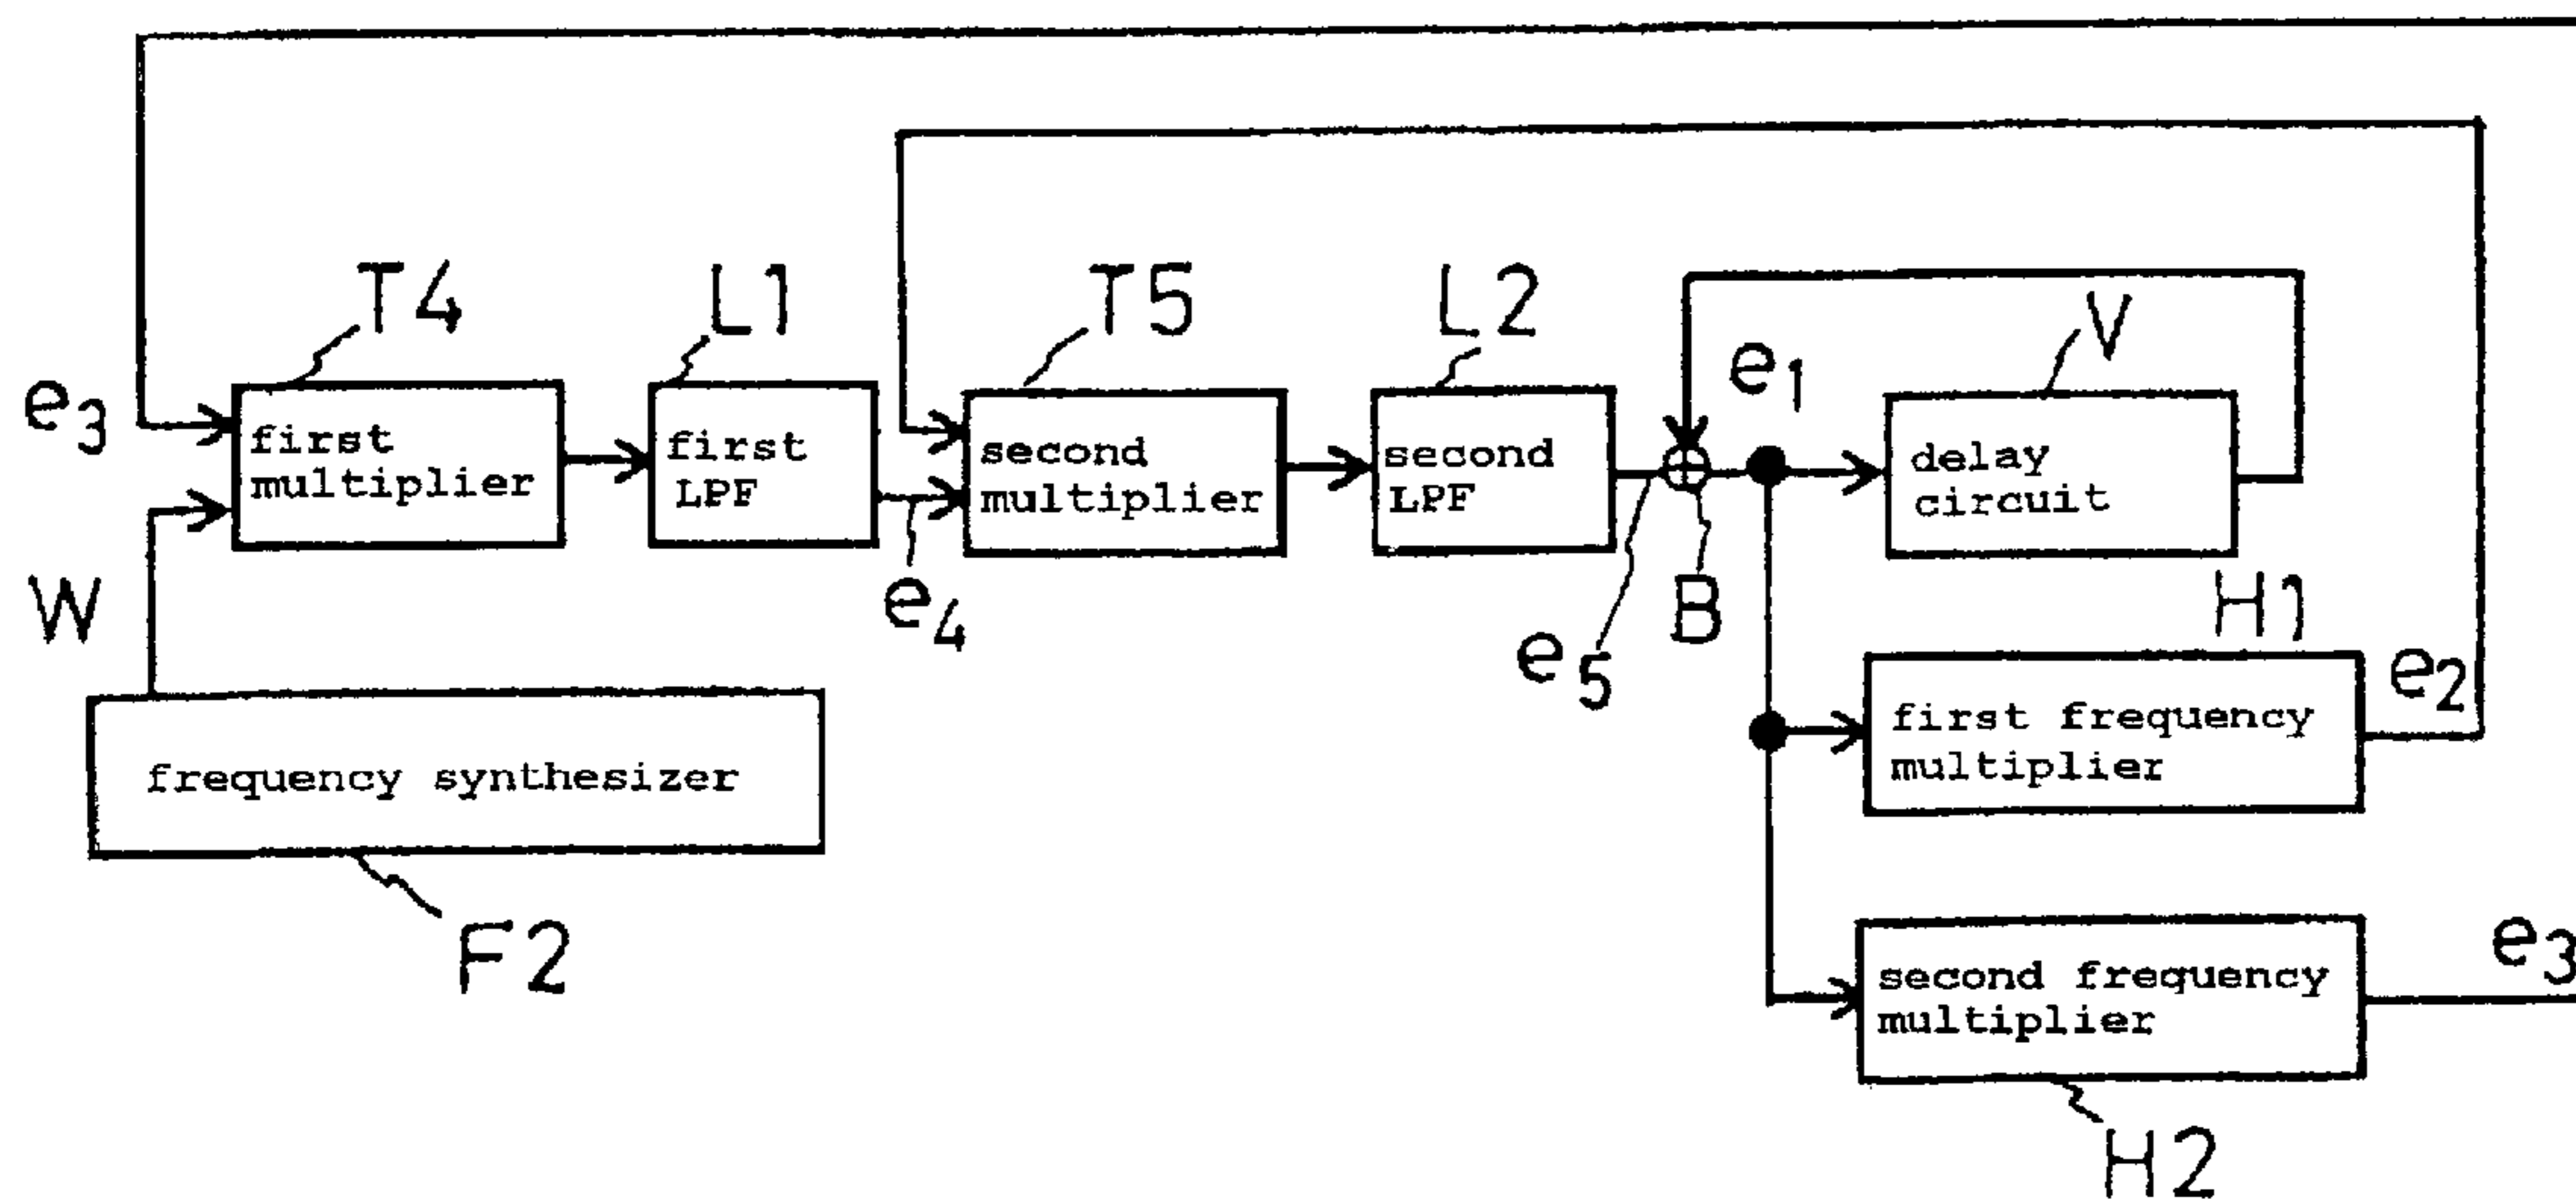 T4
L1
T5
L2
V
e1
e3
first
multiplier
first
LPF
second
multiplier
second
LPF
delay
circuit
W
e4
e5
B
H1
first frequency
multiplier
e2
frequency synthesizer
F2
second frequency
multiplier
e3
H2